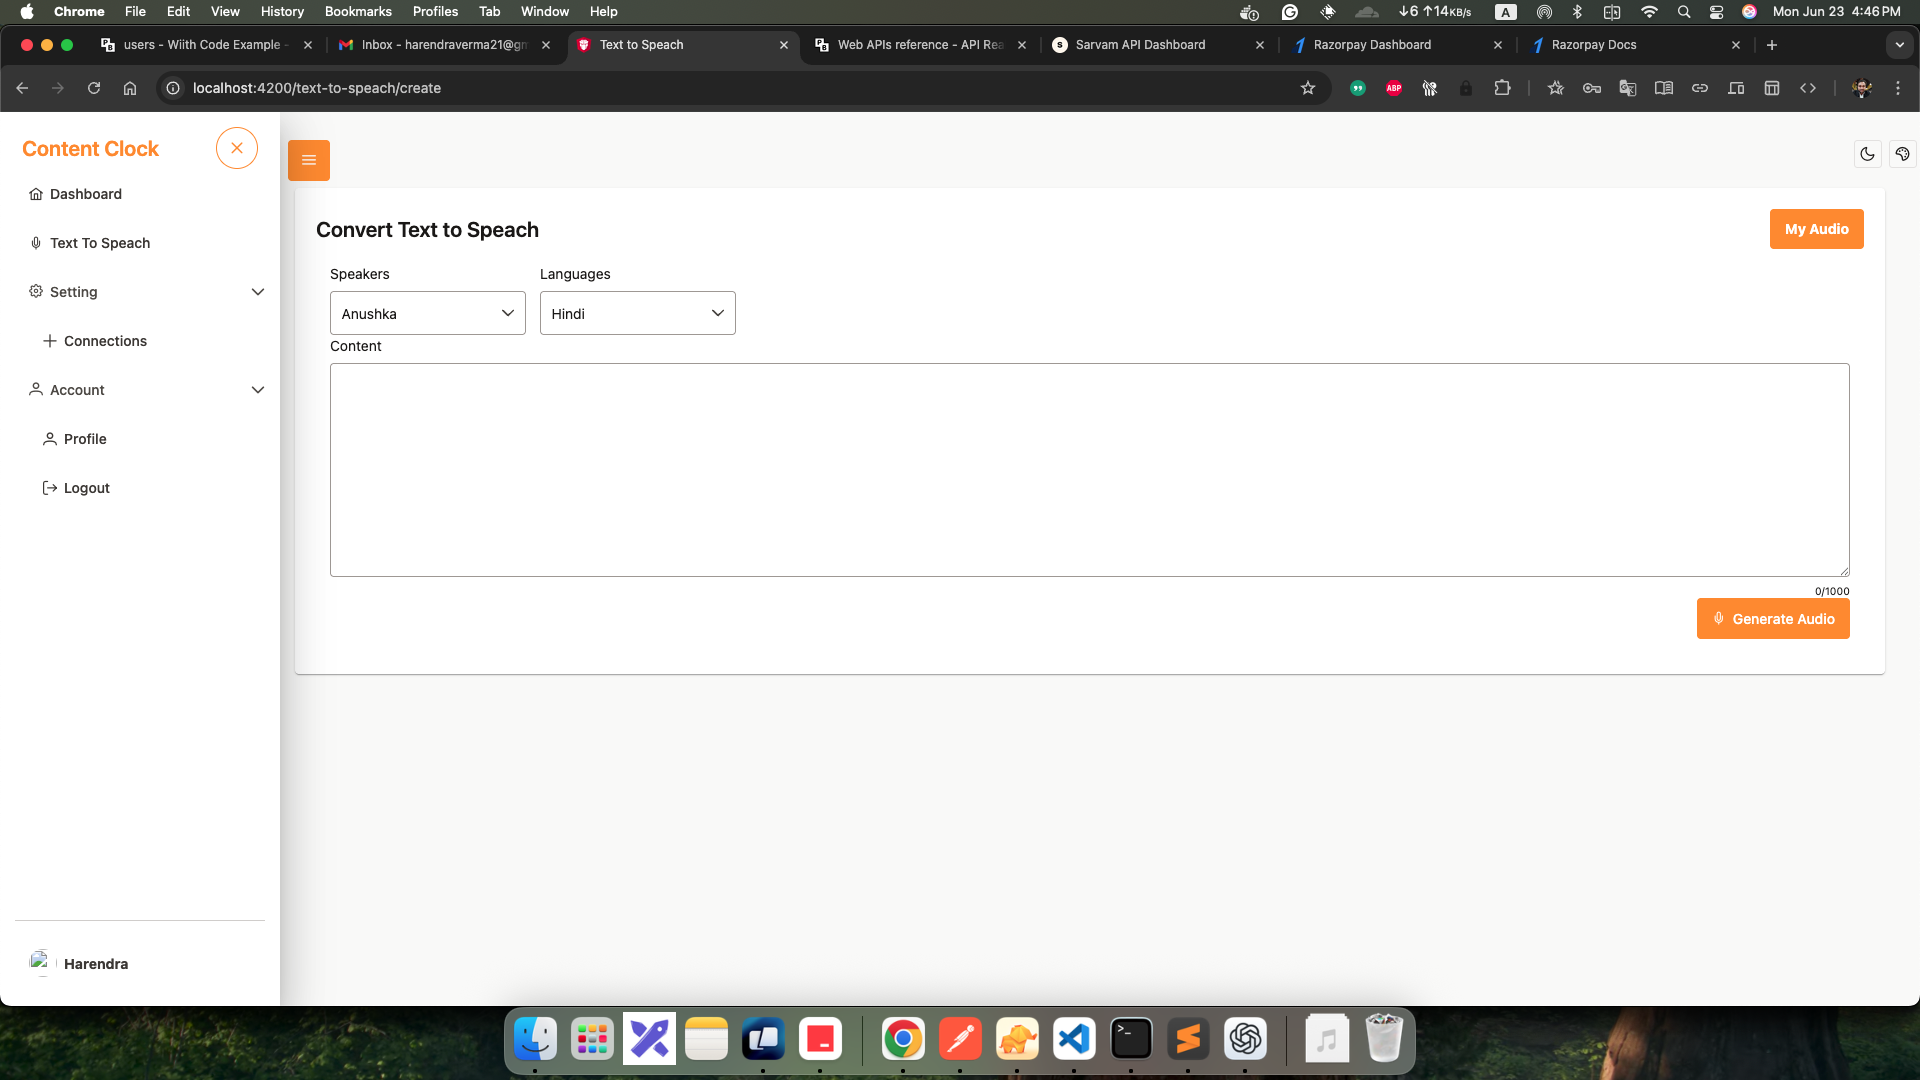 Chrome File Edit View History Bookmarks Profiles Tab Window Help
↓6 ↑14KB/s A Mon Jun 23 4:46 PM
users - Wiith Code Example -
Inbox - harendraverma21@gm
Text to Speach
Web APIs reference - API Rea
Sarvam API Dashboard
Razorpay Dashboard
Razorpay Docs
localhost:4200/text-to-speach/create
ABP
Content Clock
Dashboard
Text To Speach
Setting
Connections
Account
Profile
Logout
Harendra
Convert Text to Speach
My Audio
Speakers Languages
Anushka Hindi
Content
0/1000
Generate Audio